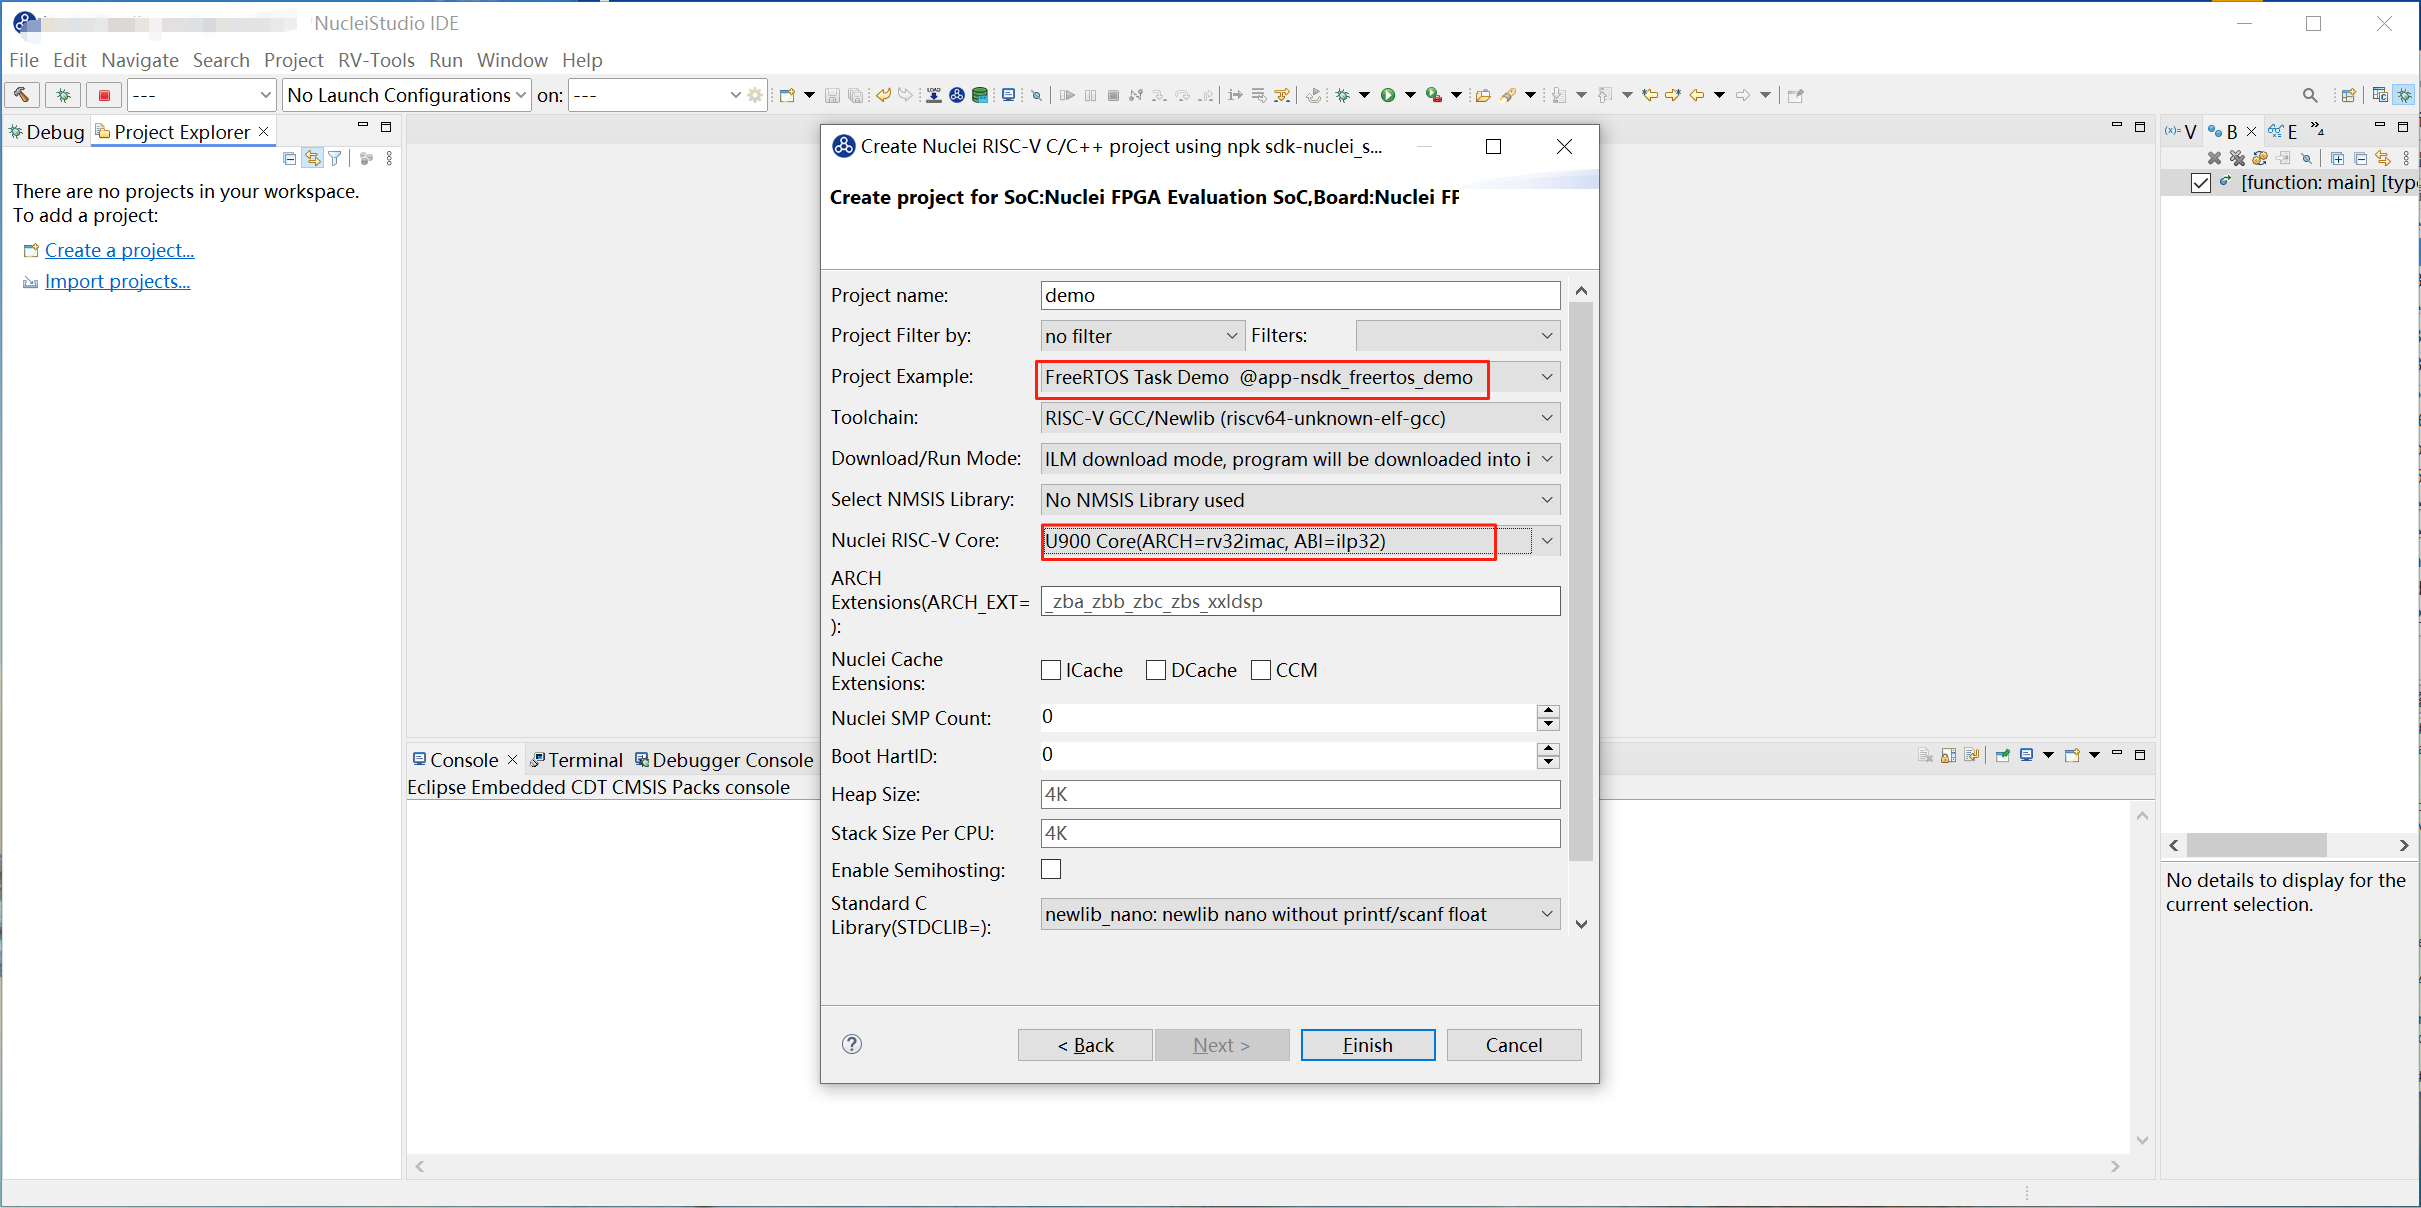 NucleiStudio IDE
File Edit Navigate Search Project RV-Tools Run Window Help
--- No Launch Configurations on: ---
Debug Project Explorer
There are no projects in your workspace.
To add a project:
Create a project...
Import projects...
Create Nuclei RISC-V C/C++ project using npk sdk-nuclei_s...
Create project for SoC:Nuclei FPGA Evaluation SoC,Board:Nuclei FP
Project name: demo
Project Filter by: no filter Filters:
Project Example: FreeRTOS Task Demo @app-nsdk_freertos_demo
Toolchain: RISC-V GCC/Newlib (riscv64-unknown-elf-gcc)
Download/Run Mode: ILM download mode, program will be downloaded into i
Select NMSIS Library: No NMSIS Library used
Nuclei RISC-V Core: U900 Core(ARCH=rv32imac, ABI=ilp32)
ARCH
Extensions(ARCH_EXT= _zba_zbb_zbc_zbs_xxldsp
):
Nuclei Cache
Extensions: ICache DCache CCM
Nuclei SMP Count: 0
Boot HartID: 0
Heap Size: 4K
Stack Size Per CPU: 4K
Enable Semihosting:
Standard C
Library(STDCLIB=): newlib_nano: newlib nano without printf/scanf float
< Back Next > Finish Cancel
Console Terminal Debugger Console
Eclipse Embedded CDT CMSIS Packs console
(x)= V B E »4
[function: main] [typ
No details to display for the
current selection.